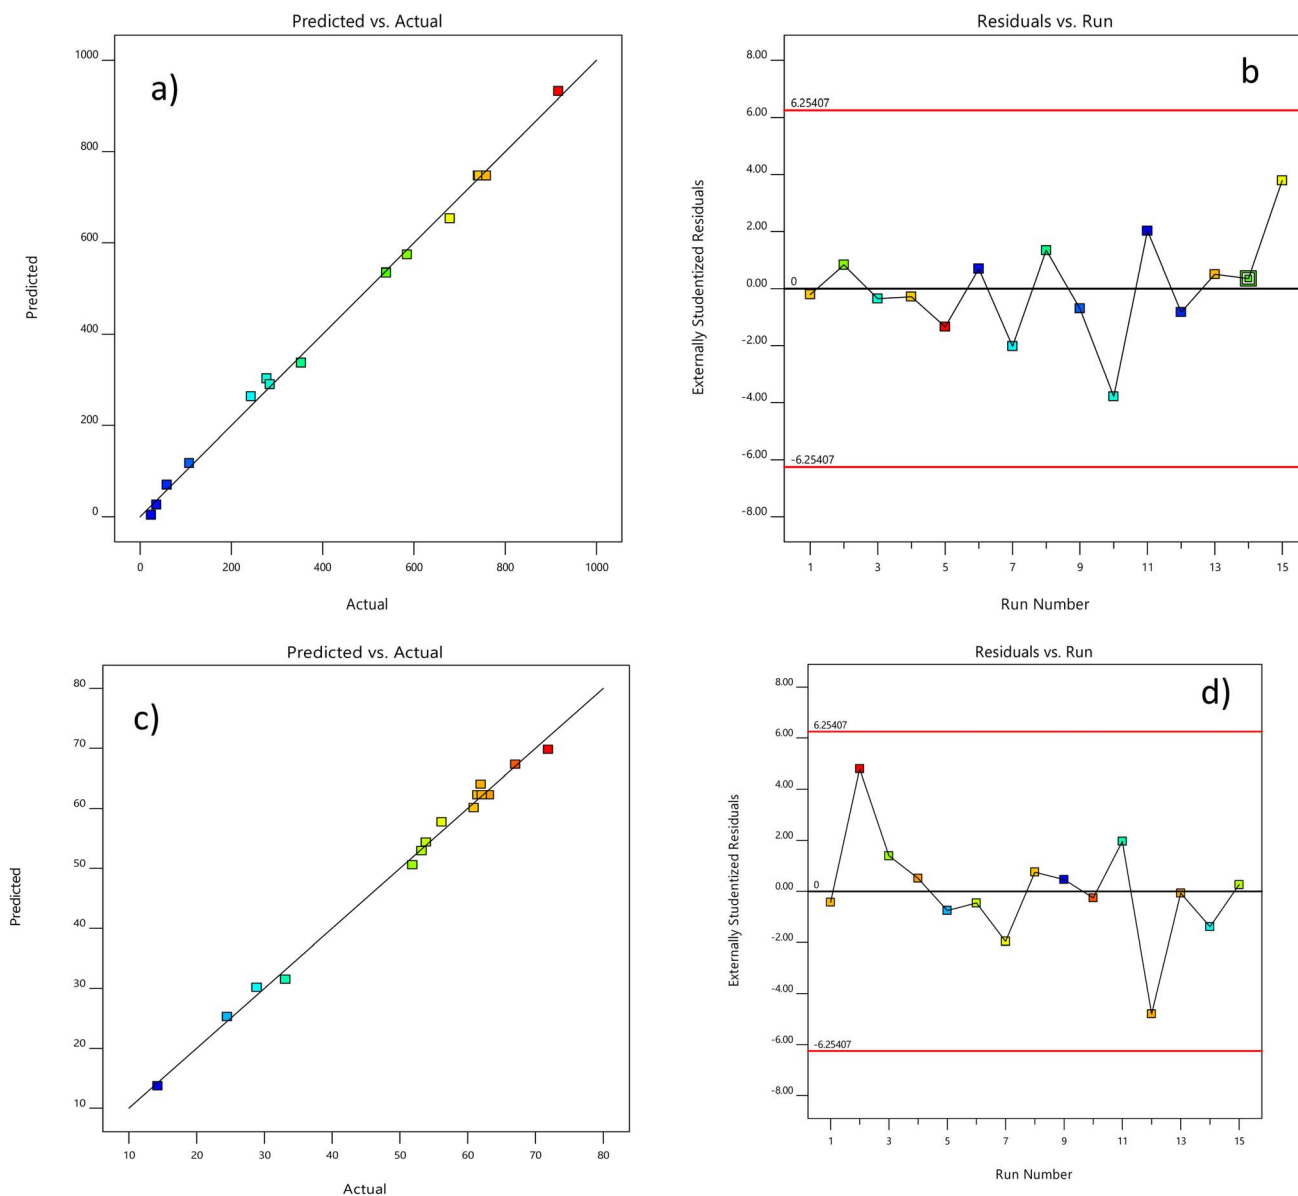 Predicted vs. Actual
a)
Predicted
1000
800
600
400
200
0
0 200 400 600 800 1000
Actual
Residuals vs. Run
b
Externally Studentized Residuals
8.00
6.00
4.00
2.00
0.00
-2.00
-4.00
-6.00
-8.00
6.25407
0
-6.25407
1 3 5 7 9 11 13 15
Run Number
Predicted vs. Actual
c)
Predicted
80
70
60
50
40
30
20
10
10 20 30 40 50 60 70 80
Actual
Residuals vs. Run
d)
Externally Studentized Residuals
8.00
6.00
4.00
2.00
0.00
-2.00
-4.00
-6.00
-8.00
6.25407
0
-6.25407
1 3 5 7 9 11 13 15
Run Number